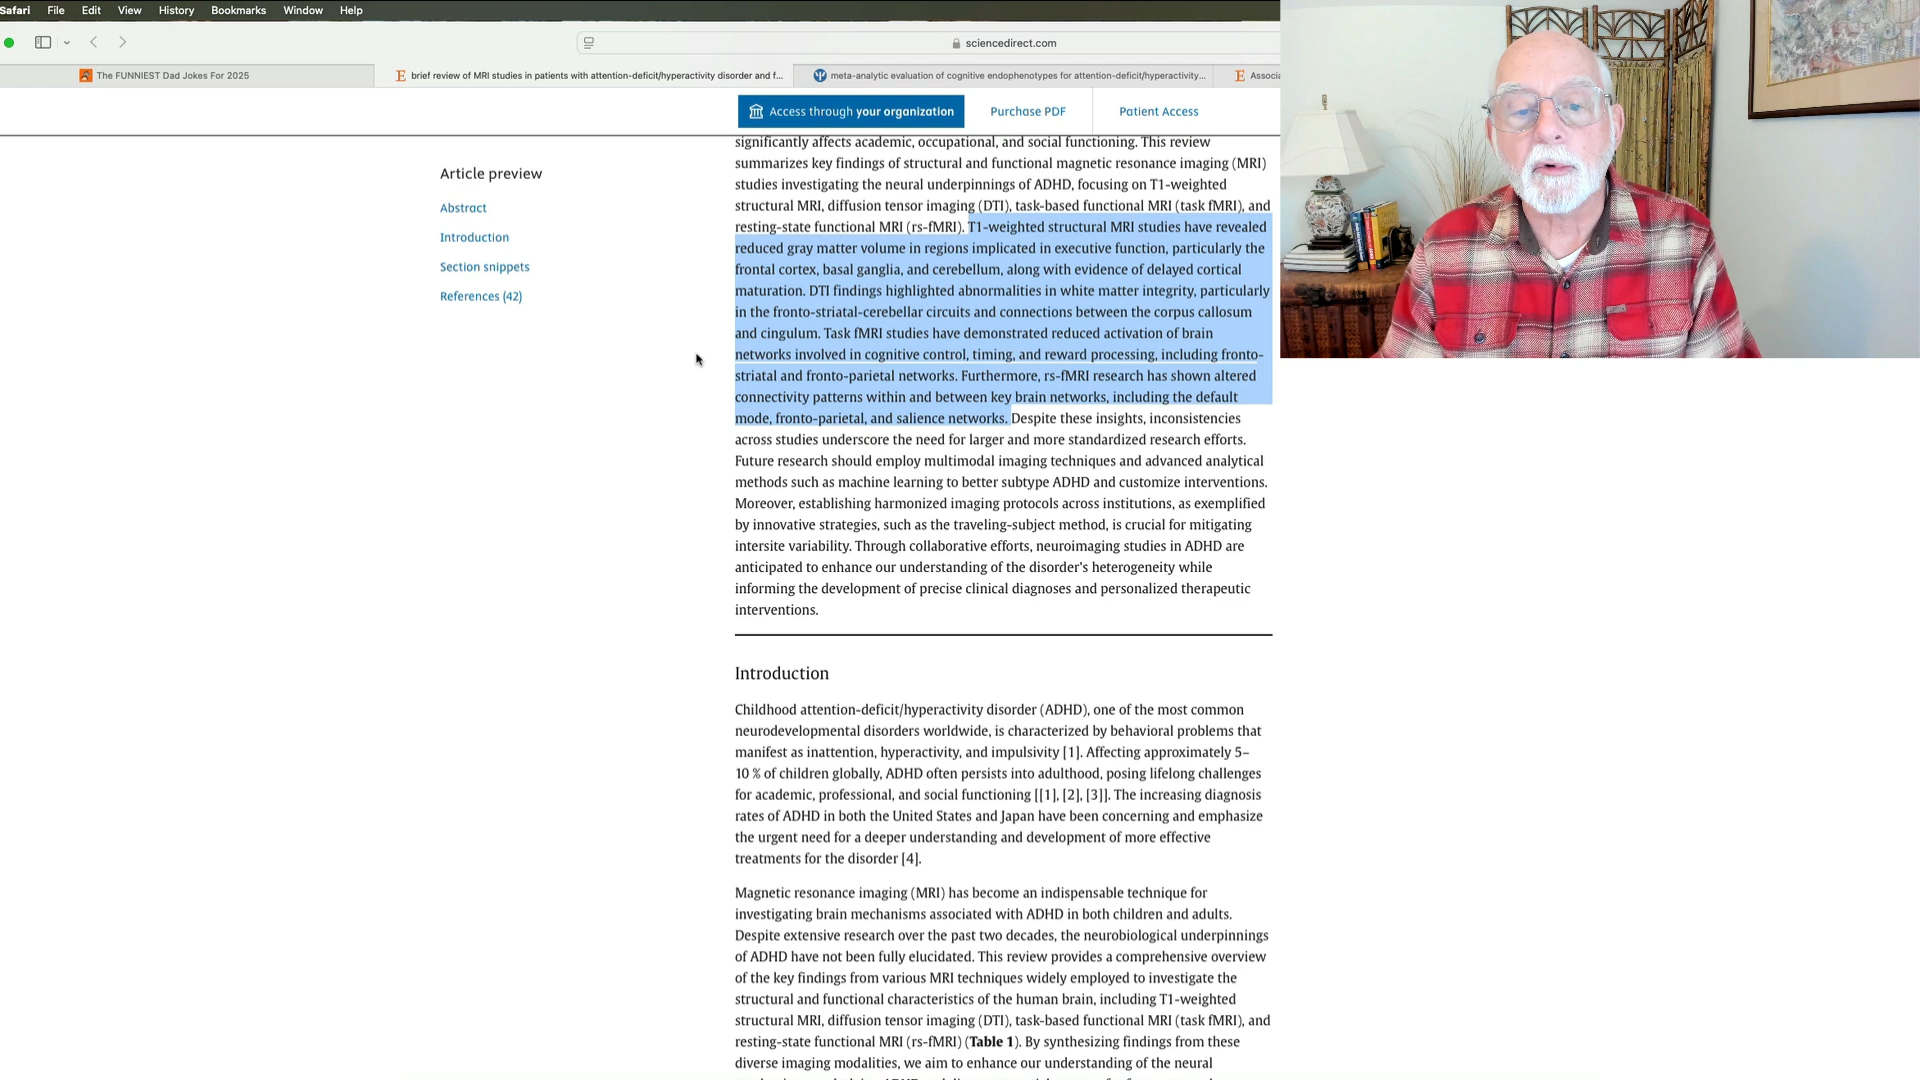 Safari File Edit View History Bookmarks Window Help
sciencedirect.com
The FUNNIEST Dad Jokes For 2025
brief review of MRI studies in patients with attention-deficit/hyperactivity disorder and f...
meta-analytic evaluation of cognitive endophenotypes for attention-deficit/hyperactivity...
Associa
Access through your organization
Purchase PDF
Patient Access
Article preview
Abstract
Introduction
Section snippets
References (42)
significantly affects academic, occupational, and social functioning. This review
summarizes key findings of structural and functional magnetic resonance imaging (MRI)
studies investigating the neural underpinnings of ADHD, focusing on T1-weighted
structural MRI, diffusion tensor imaging (DTI), task-based functional MRI (task fMRI), and
resting-state functional MRI (rs-fMRI). T1-weighted structural MRI studies have revealed
reduced gray matter volume in regions implicated in executive function, particularly the
frontal cortex, basal ganglia, and cerebellum, along with evidence of delayed cortical
maturation. DTI findings highlighted abnormalities in white matter integrity, particularly
in the fronto-striatal-cerebellar circuits and connections between the corpus callosum
and cingulum. Task fMRI studies have demonstrated reduced activation of brain
networks involved in cognitive control, timing, and reward processing, including fronto-
striatal and fronto-parietal networks. Furthermore, rs-fMRI research has shown altered
connectivity patterns within and between key brain networks, including the default
mode, fronto-parietal, and salience networks. Despite these insights, inconsistencies
across studies underscore the need for larger and more standardized research efforts.
Future research should employ multimodal imaging techniques and advanced analytical
methods such as machine learning to better subtype ADHD and customize interventions.
Moreover, establishing harmonized imaging protocols across institutions, as exemplified
by innovative strategies, such as the traveling-subject method, is crucial for mitigating
intersite variability. Through collaborative efforts, neuroimaging studies in ADHD are
anticipated to enhance our understanding of the disorder's heterogeneity while
informing the development of precise clinical diagnoses and personalized therapeutic
interventions.
Introduction
Childhood attention-deficit/hyperactivity disorder (ADHD), one of the most common
neurodevelopmental disorders worldwide, is characterized by behavioral problems that
manifest as inattention, hyperactivity, and impulsivity [1]. Affecting approximately 5–
10 % of children globally, ADHD often persists into adulthood, posing lifelong challenges
for academic, professional, and social functioning [[1], [2], [3]]. The increasing diagnosis
rates of ADHD in both the United States and Japan have been concerning and emphasize
the urgent need for a deeper understanding and development of more effective
treatments for the disorder [4].
Magnetic resonance imaging (MRI) has become an indispensable technique for
investigating brain mechanisms associated with ADHD in both children and adults.
Despite extensive research over the past two decades, the neurobiological underpinnings
of ADHD have not been fully elucidated. This review provides a comprehensive overview
of the key findings from various MRI techniques widely employed to investigate the
structural and functional characteristics of the human brain, including T1-weighted
structural MRI, diffusion tensor imaging (DTI), task-based functional MRI (task fMRI), and
resting-state functional MRI (rs-fMRI) (Table 1). By synthesizing findings from these
diverse imaging modalities, we aim to enhance our understanding of the neural